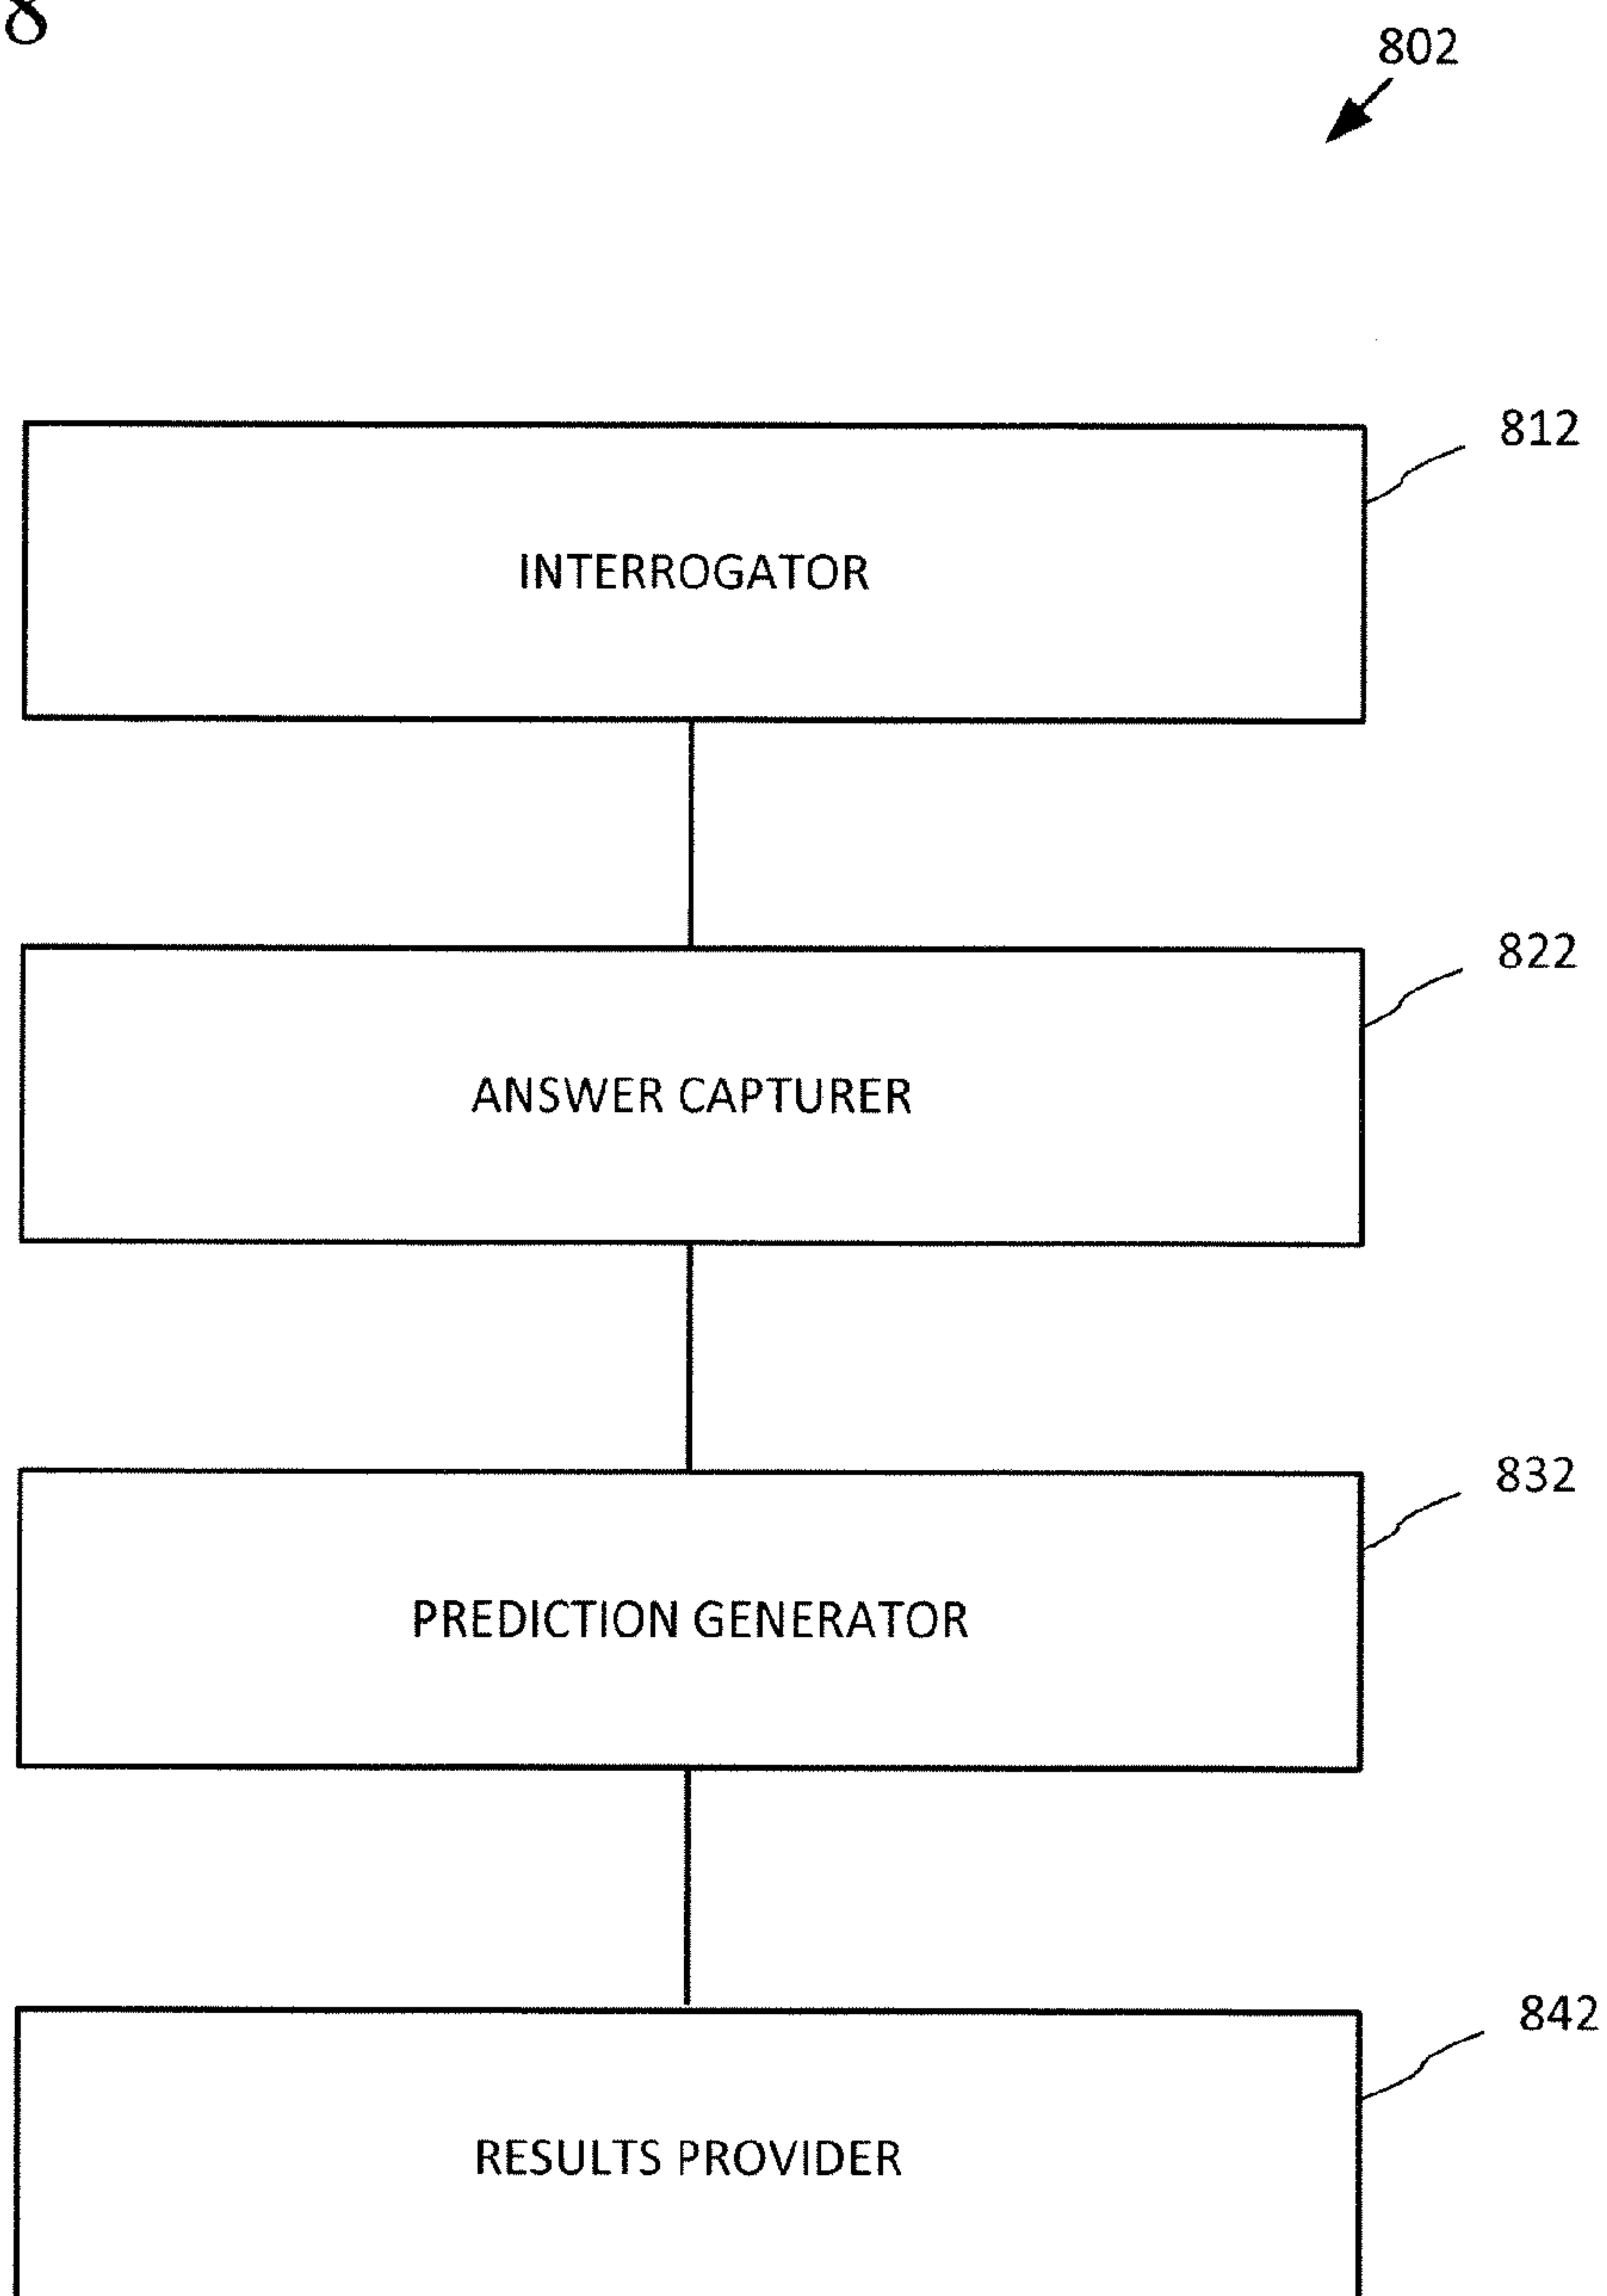 8
802
812
INTERROGATOR
822
ANSWER CAPTURER
832
PREDICTION GENERATOR
842
RESULTS PROVIDER